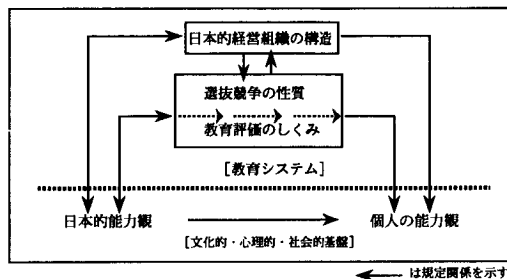 日本的経営組織の構造
選抜競争の性質
教育評価のしくみ
[教育システム]
日本的能力観
個人の能力観
[文化的・心理的・社会的基盤]
は規定関係を示す